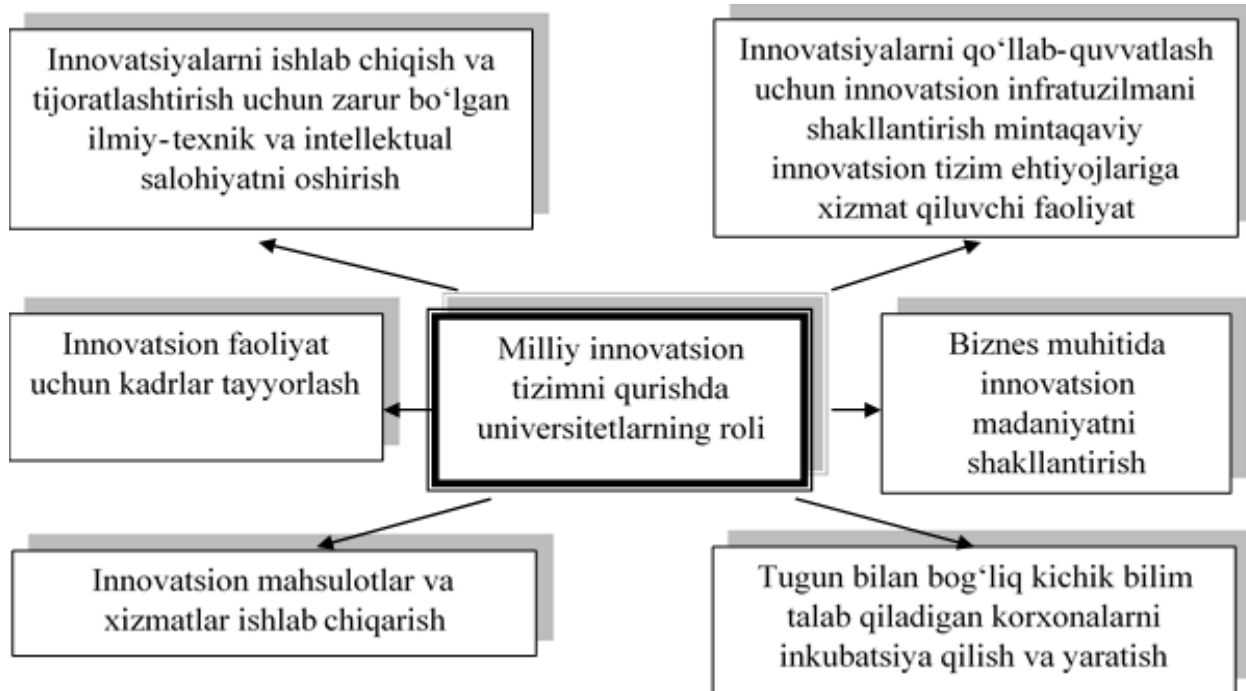 Innovatsiyalarni ishlab chiqish va
tijoratlashtirish uchun zarur bo‘lgan
ilmiy-texnik va intellektual
salohiyatni oshirish
Innovatsiyalarni qo‘llab-quvvatlash
uchun innovatsion infratuzilmani
shakllantirish mintaqaviy
innovatsion tizim ehtiyojlariga
xizmat qiluvchi faoliyat
Innovatsion faoliyat
uchun kadrlar tayyorlash
Milliy innovatsion
tizimni qurishda
universitetlarning roli
Biznes muhitida
innovatsion
madaniyatni
shakllantirish
Innovatsion mahsulotlar va
xizmatlar ishlab chiqarish
Tugun bilan bog‘liq kichik bilim
talab qiladigan korxonalarni
inkubatsiya qilish va yaratish